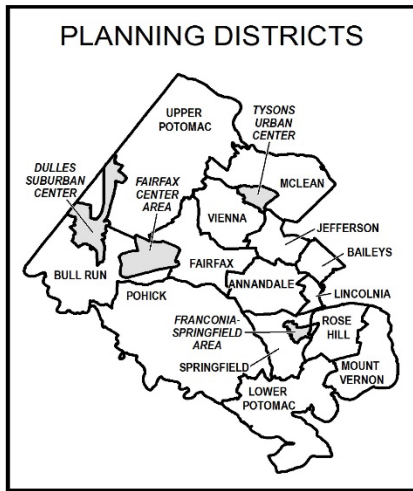 PLANNING DISTRICTS
UPPER
POTOMAC
TYSONS
URBAN
CENTER
DULLES
SUBURBAN
CENTER
FAIRFAX
CENTER
AREA
MCLEAN
VIENNA
JEFFERSON
BAILEYS
BULL RUN
FAIRFAX
ANNANDALE
LINCOLNIA
POHICK
FRANCONIA-
SPRINGFIELD
AREA
ROSE
HILL
SPRINGFIELD
MOUNT
VERNON
LOWER
POTOMAC